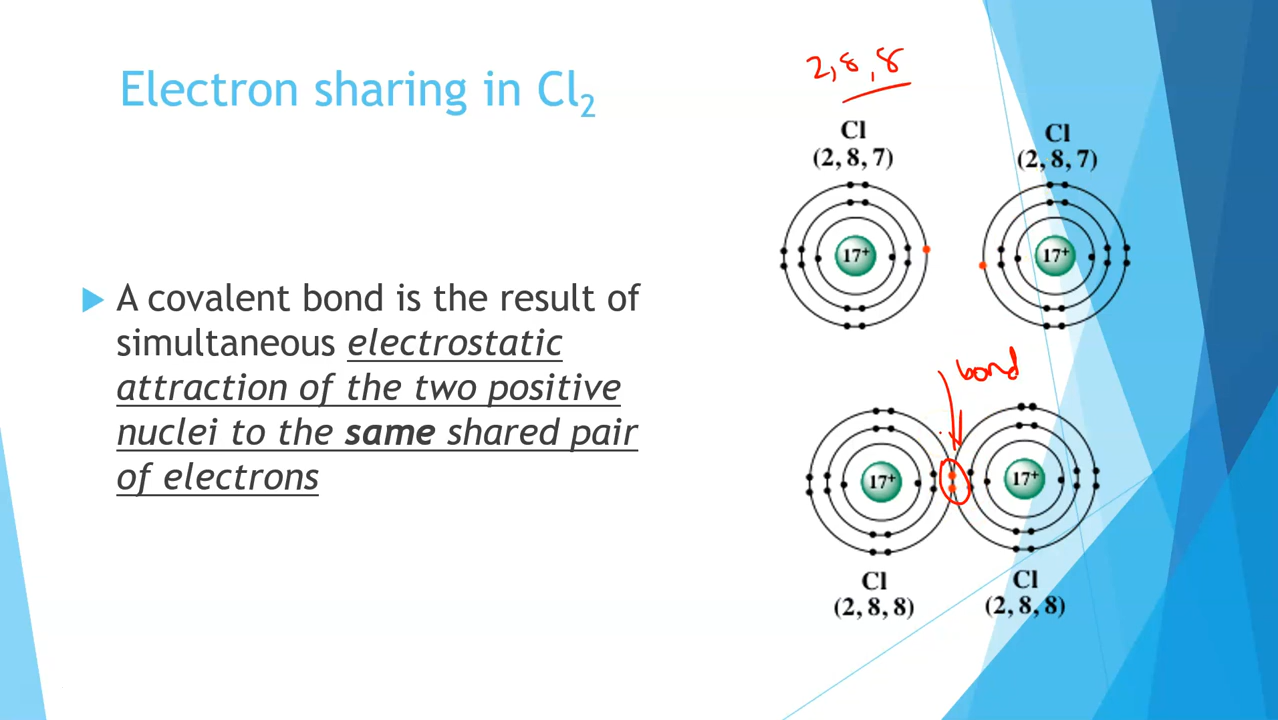 Electron sharing in Cl₂
A covalent bond is the result of
simultaneous electrostatic
attraction of the two positive
nuclei to the same shared pair
of electrons
2,8,8
Cl
(2, 8, 7)
Cl
(2, 8, 7)
17+
17+
bond
17+
17+
Cl
(2, 8, 8)
Cl
(2, 8, 8)